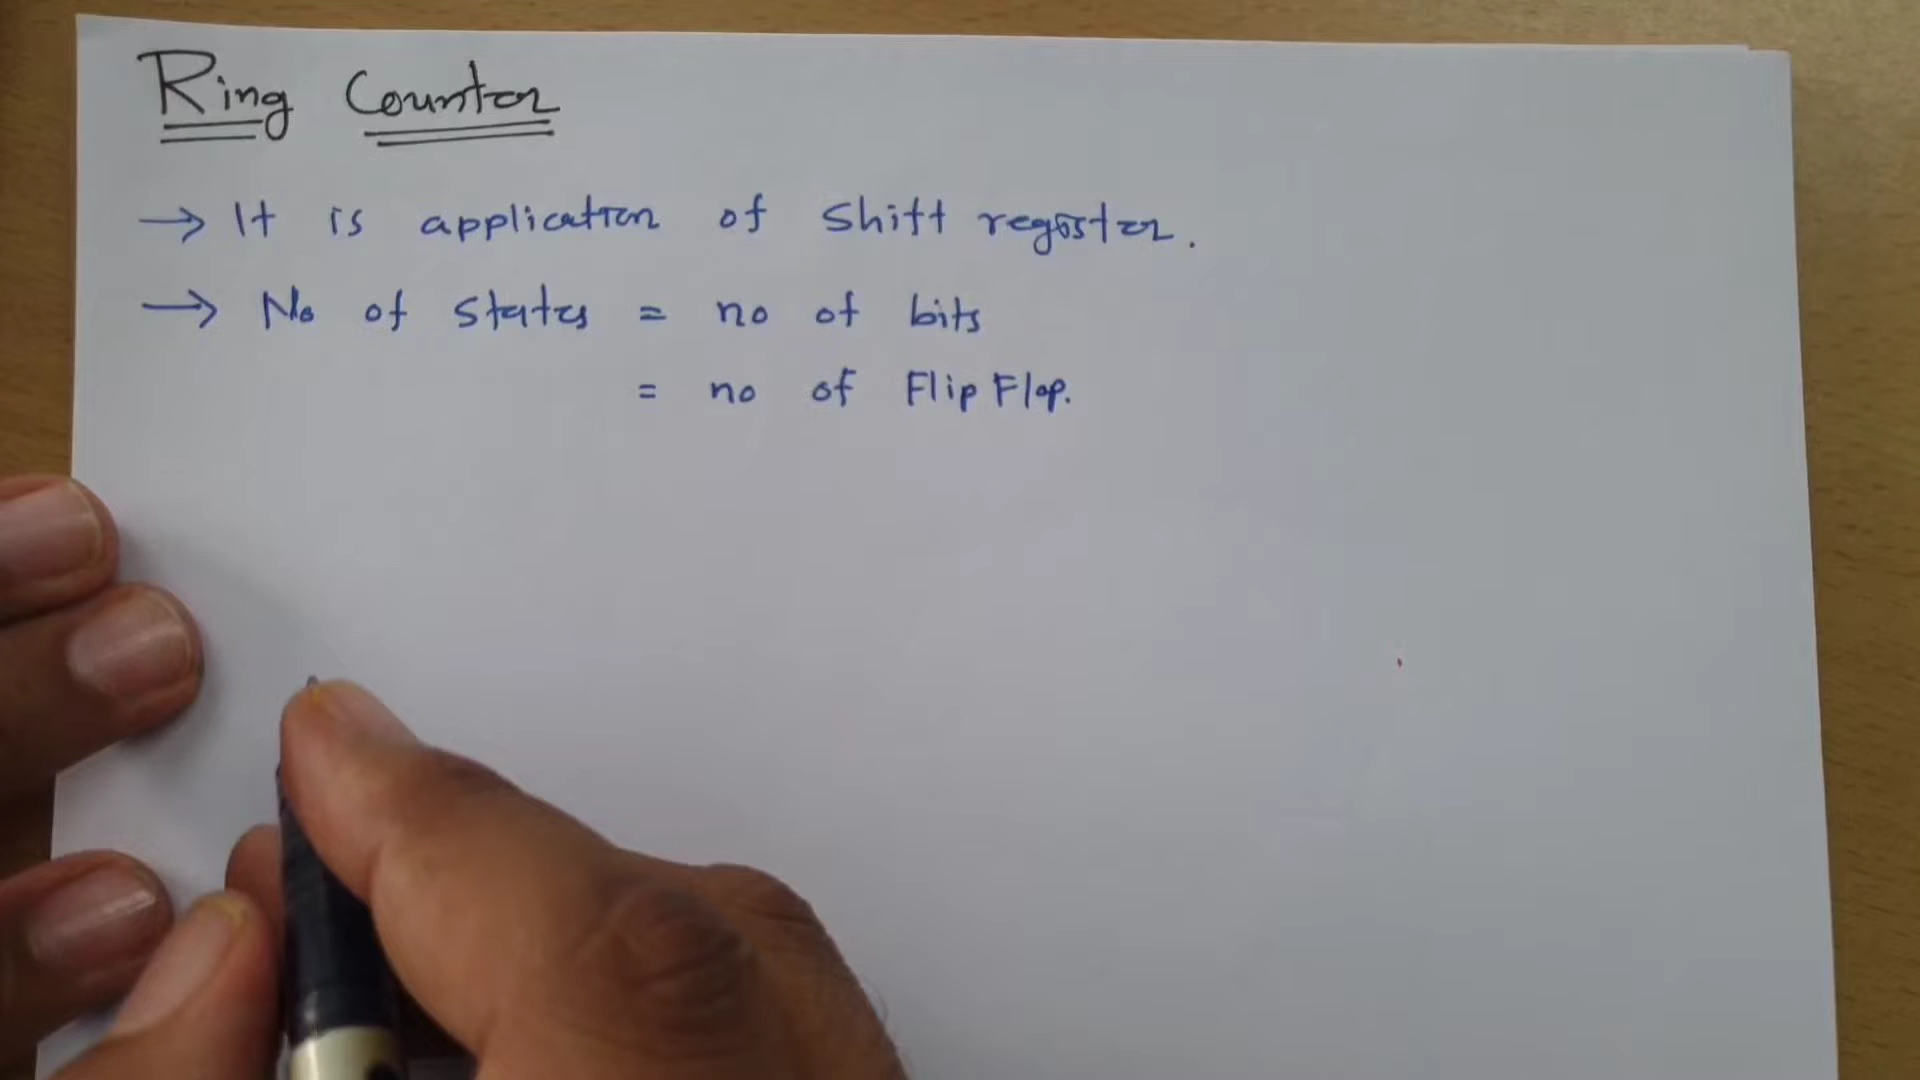 Ring Counter
→ It is application of Shift register.
→ No of states = no of bits
= no of Flip Flop.